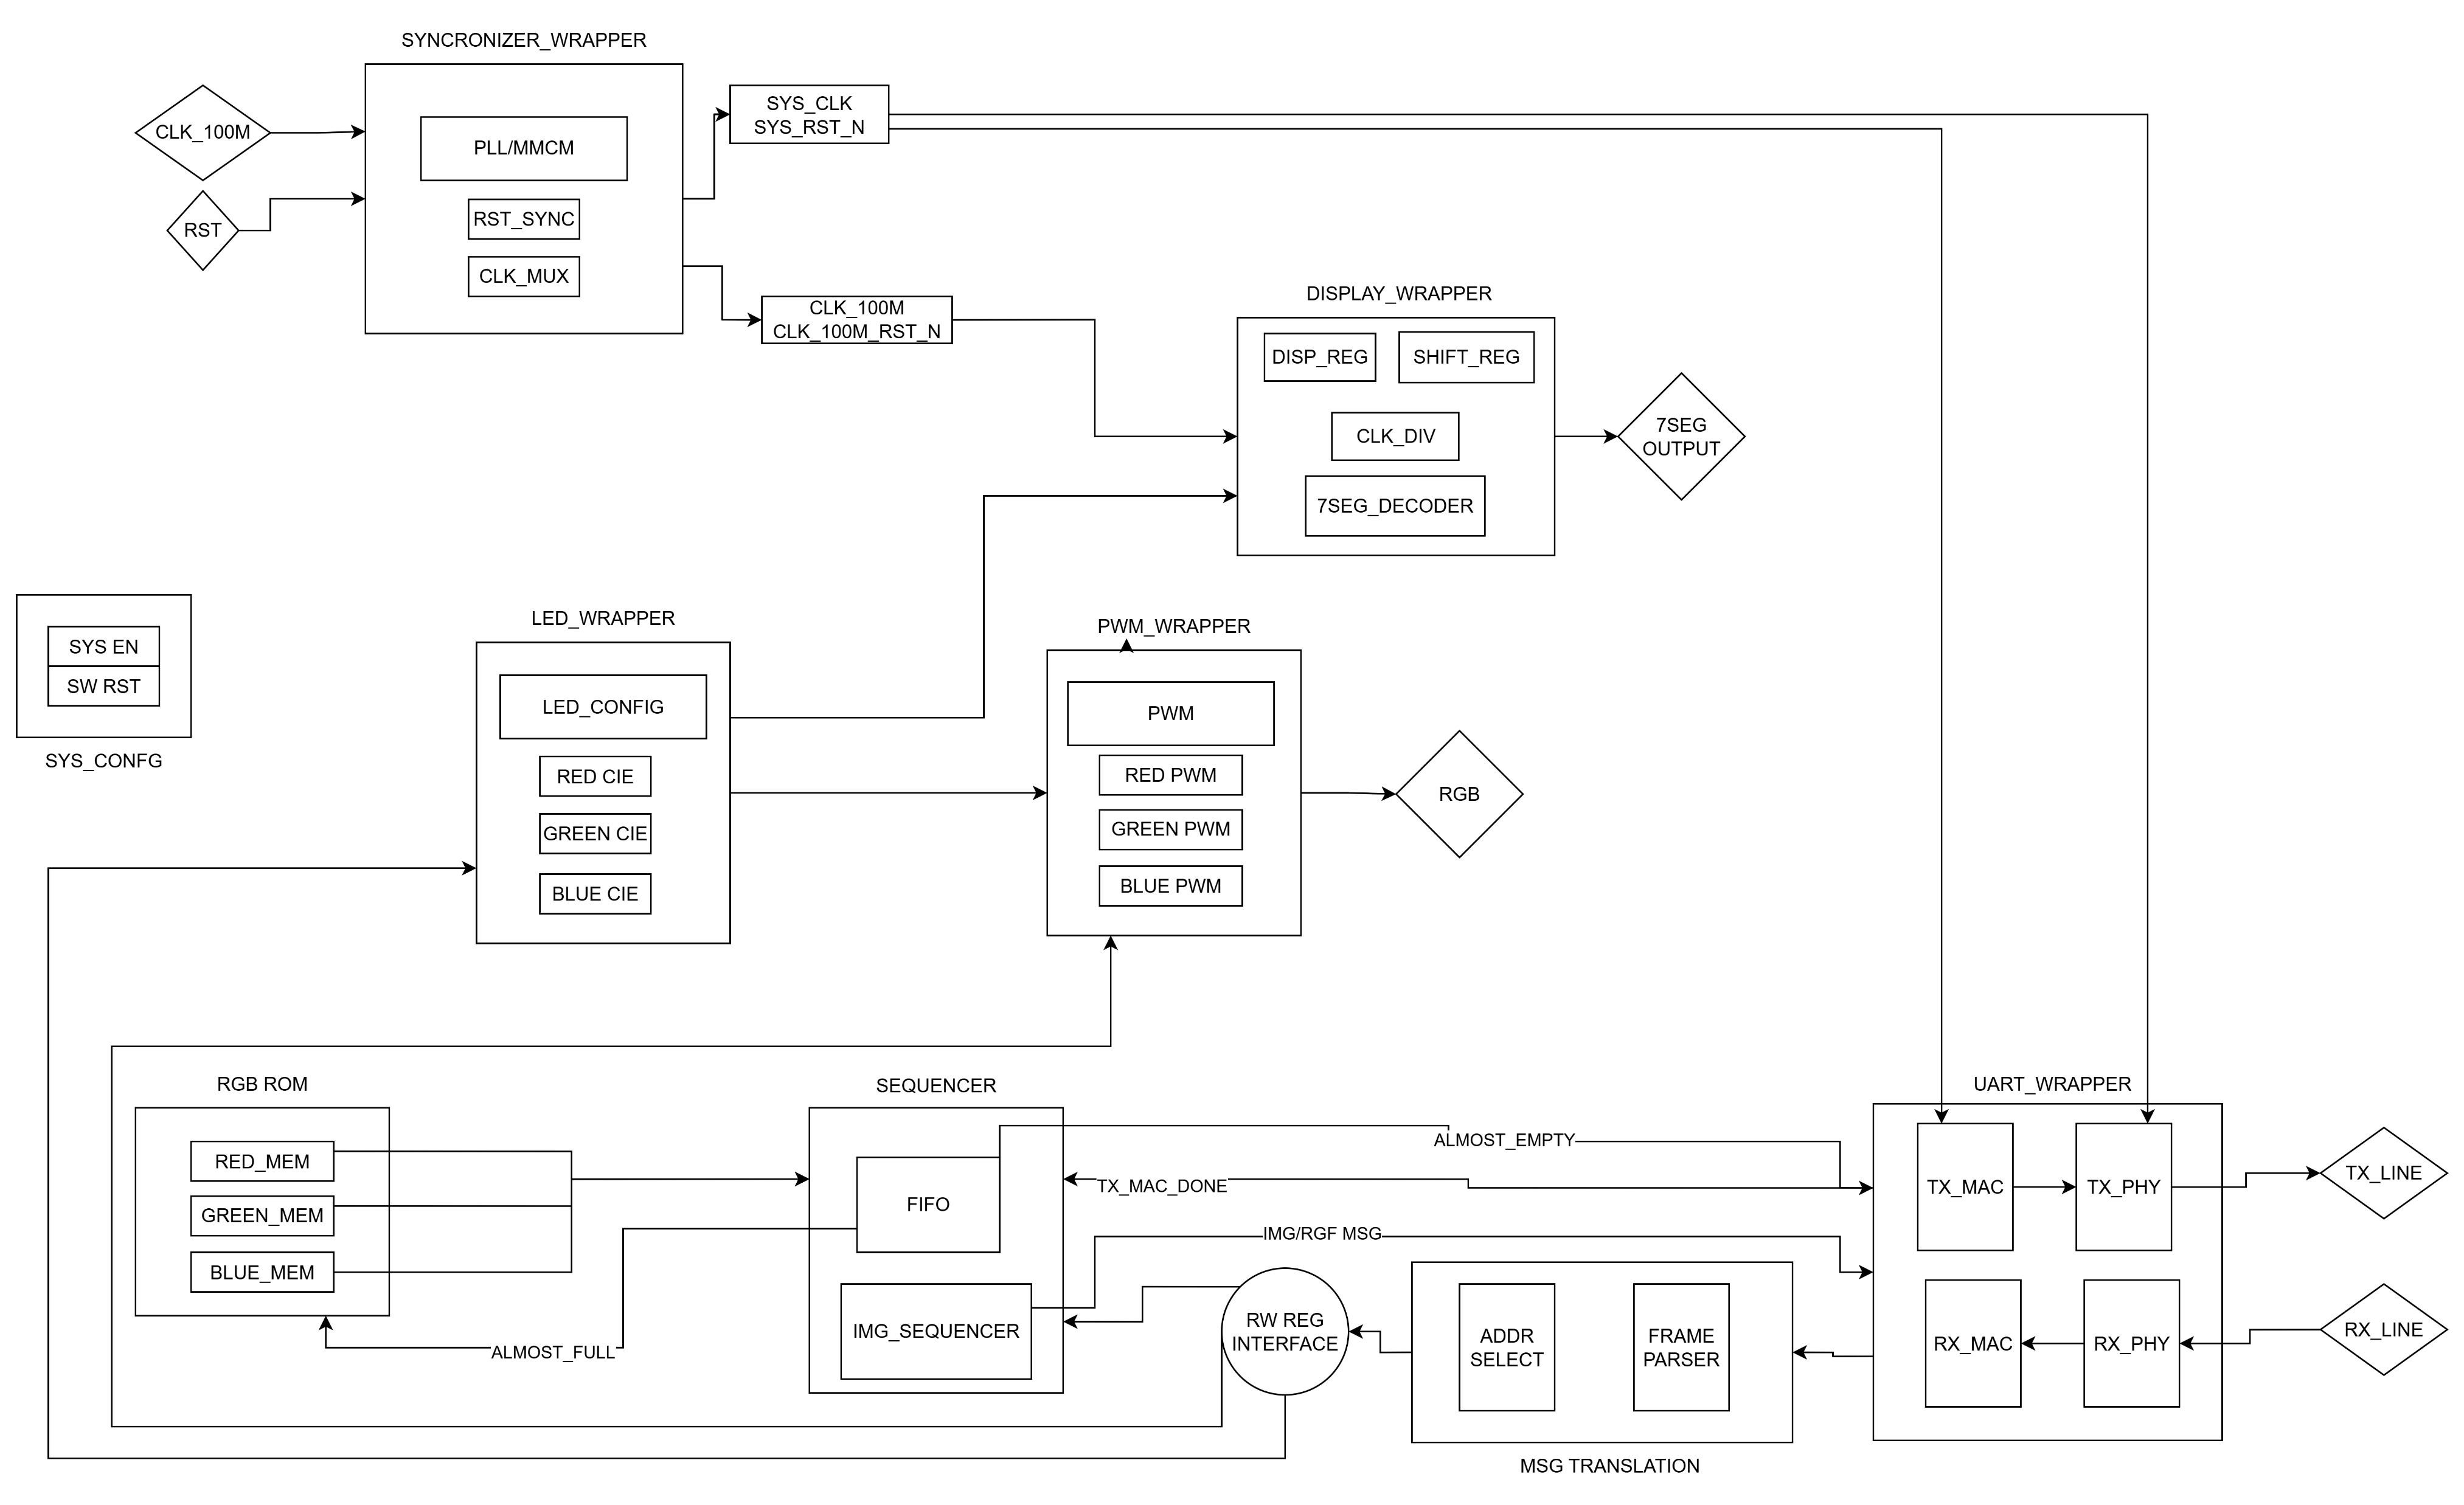 SYNCRONIZER_WRAPPER
CLK_100M
RST
PLL/MMCM
RST_SYNC
CLK_MUX
SYS_CLK
SYS_RST_N
CLK_100M
CLK_100M_RST_N
DISPLAY_WRAPPER
DISP_REG
SHIFT_REG
CLK_DIV
7SEG_DECODER
7SEG
OUTPUT
SYS EN
SW RST
SYS_CONFG
LED_WRAPPER
LED_CONFIG
RED CIE
GREEN CIE
BLUE CIE
PWM_WRAPPER
PWM
RED PWM
GREEN PWM
BLUE PWM
RGB
RGB ROM
RED_MEM
GREEN_MEM
BLUE_MEM
ALMOST_FULL
SEQUENCER
FIFO
IMG_SEQUENCER
ALMOST_EMPTY
TX_MAC_DONE
IMG/RGF MSG
RW REG
INTERFACE
ADDR
SELECT
FRAME
PARSER
MSG TRANSLATION
UART_WRAPPER
TX_MAC
TX_PHY
RX_MAC
RX_PHY
TX_LINE
RX_LINE